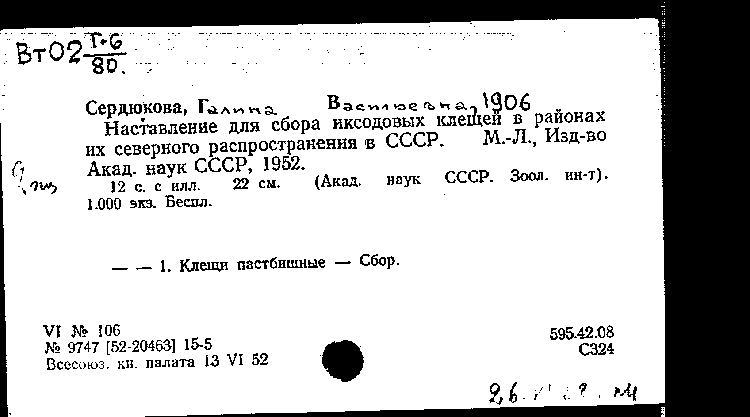 Вт02 Т-6
80.
Сердюкова, Галина Васильевна, 1906
Наставление для сбора иксодовых клещей в районах
их северного распространения в СССР. М.-Л., Изд-во
Акад. наук СССР, 1952.
12 с. с илл. 22 см. (Акад. наук СССР. Зоол. ин-т).
1.000 экз. Беспл.
— — 1. Клещи пастбишные — Сбор.
VI № 106
№ 9747 [52-20463] 15-5
Всесоюз. кн. палата 13 VI 52
595.42.08
С324